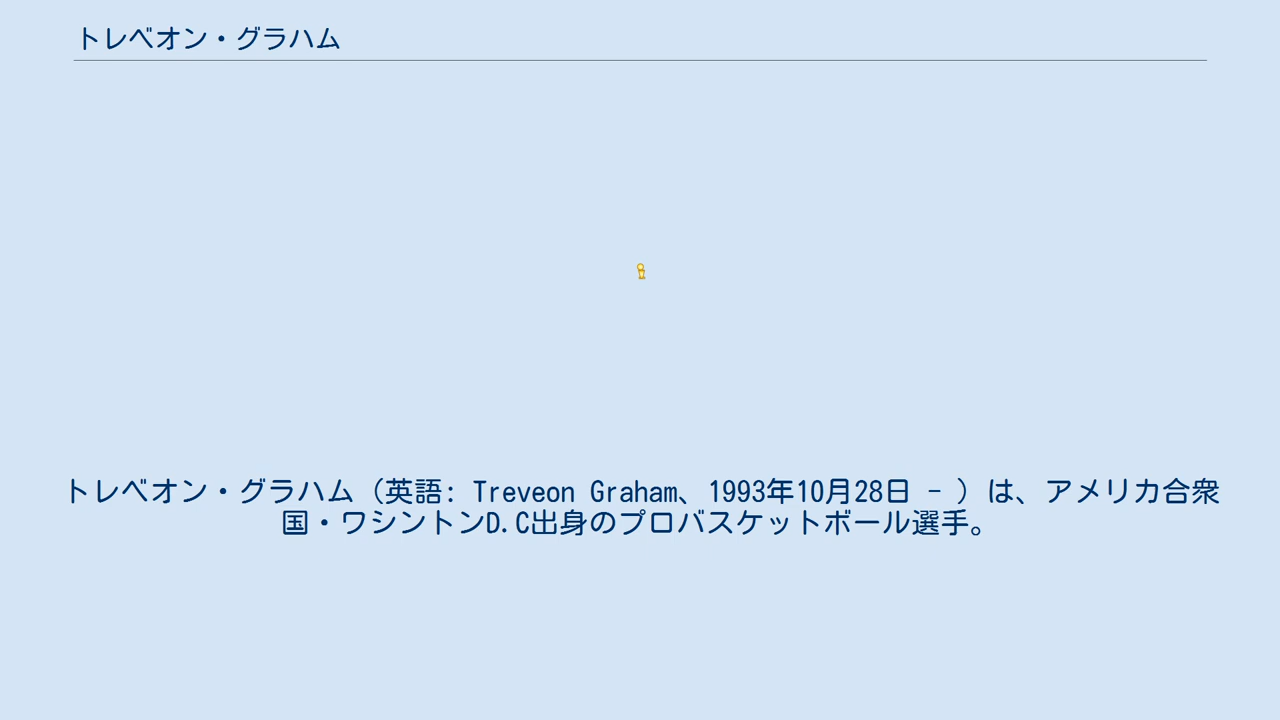 トレベオン・グラハム
トレベオン・グラハム（英語: Treveon Graham、1993年10月28日 - ）は、アメリカ合衆
国・ワシントンD.C出身のプロバスケットボール選手。